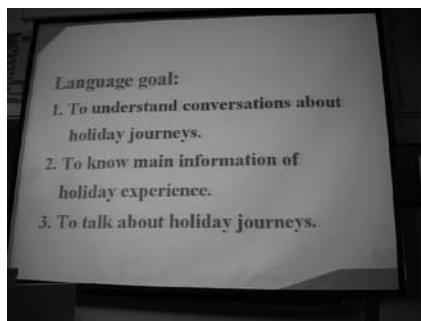 Language goal:
1. To understand conversations about
holiday journeys.
2. To know main information of
holiday experience.
3. To talk about holiday journeys.